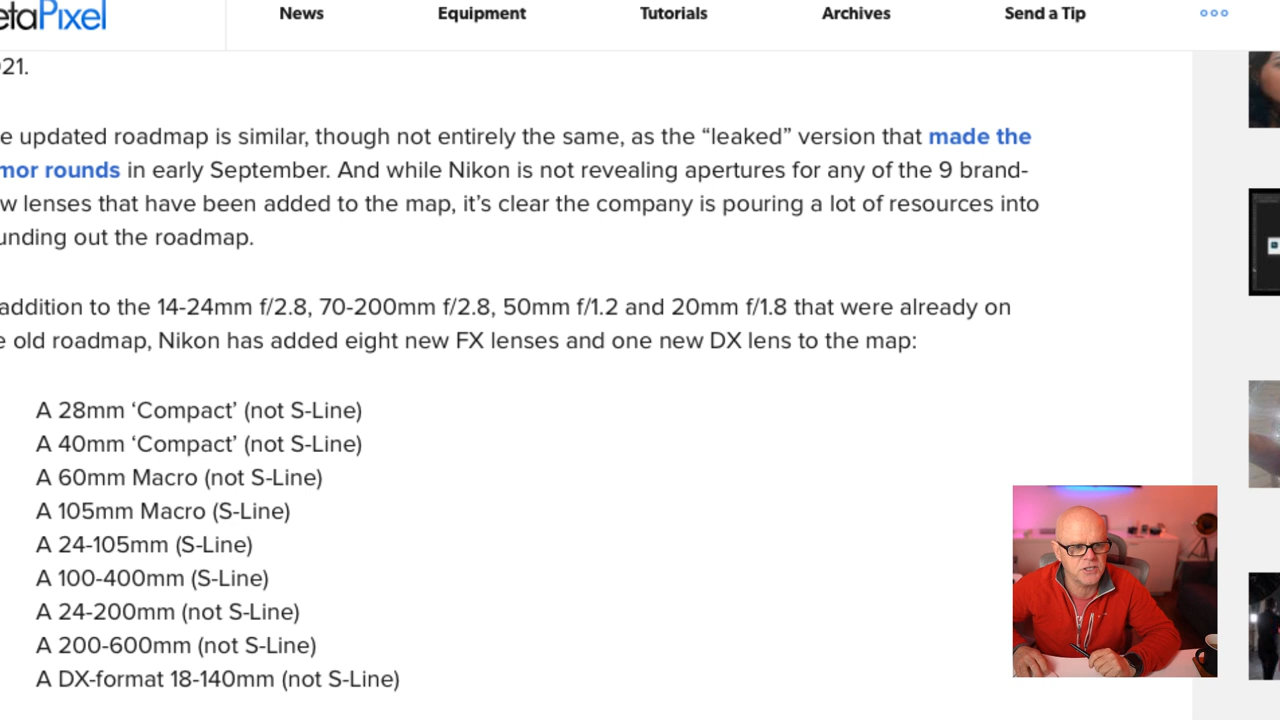 etaPixel
News Equipment Tutorials Archives Send a Tip
21.
e updated roadmap is similar, though not entirely the same, as the “leaked” version that made the
mor rounds in early September. And while Nikon is not revealing apertures for any of the 9 brand-
w lenses that have been added to the map, it’s clear the company is pouring a lot of resources into
unding out the roadmap.
addition to the 14-24mm f/2.8, 70-200mm f/2.8, 50mm f/1.2 and 20mm f/1.8 that were already on
e old roadmap, Nikon has added eight new FX lenses and one new DX lens to the map:
A 28mm ‘Compact’ (not S-Line)
A 40mm ‘Compact’ (not S-Line)
A 60mm Macro (not S-Line)
A 105mm Macro (S-Line)
A 24-105mm (S-Line)
A 100-400mm (S-Line)
A 24-200mm (not S-Line)
A 200-600mm (not S-Line)
A DX-format 18-140mm (not S-Line)